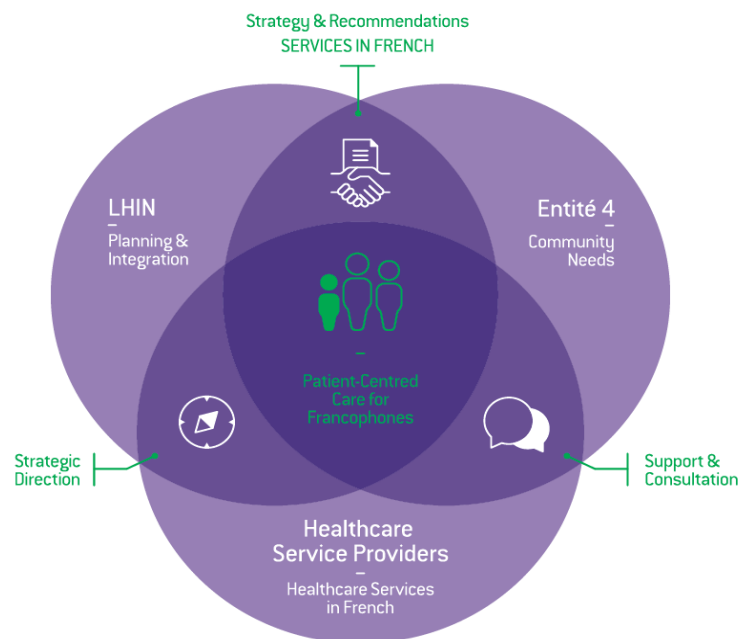 Strategy & Recommendations
SERVICES IN FRENCH
LHIN
–
Planning &
Integration
Entité 4
–
Community
Needs
–
Patient-Centred
Care for
Francophones
Strategic
Direction
Support &
Consultation
Healthcare
Service Providers
–
Healthcare Services
in French